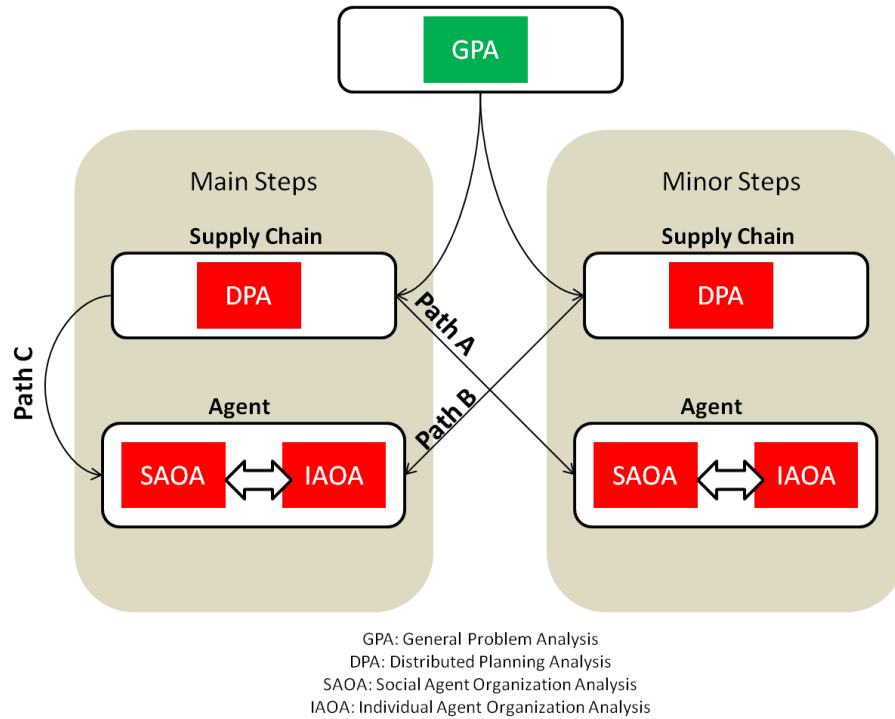 GPA
Main Steps
Minor Steps
Supply Chain
Supply Chain
DPA
DPA
Path A
Path B
Path C
Agent
Agent
SAOA
IAOA
SAOA
IAOA
GPA: General Problem Analysis
DPA: Distributed Planning Analysis
SAOA: Social Agent Organization Analysis
IAOA: Individual Agent Organization Analysis